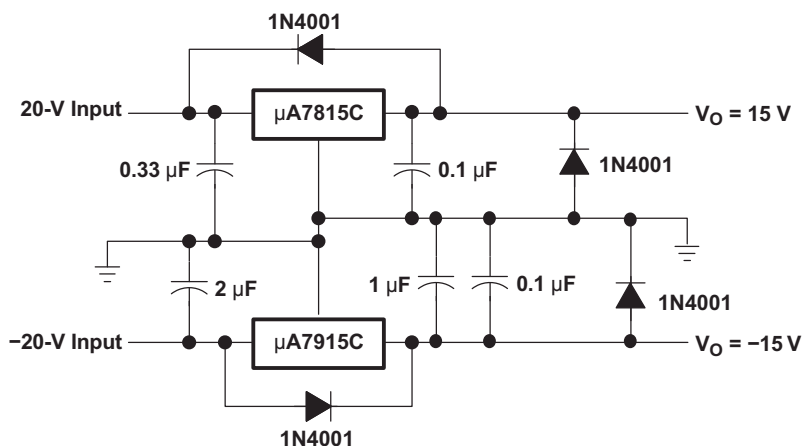 1N4001
20-V Input
µA7815C
V_O = 15 V
0.33 µF
0.1 µF
1N4001
2 µF
1 µF
0.1 µF
1N4001
−20-V Input
µA7915C
V_O = −15 V
1N4001